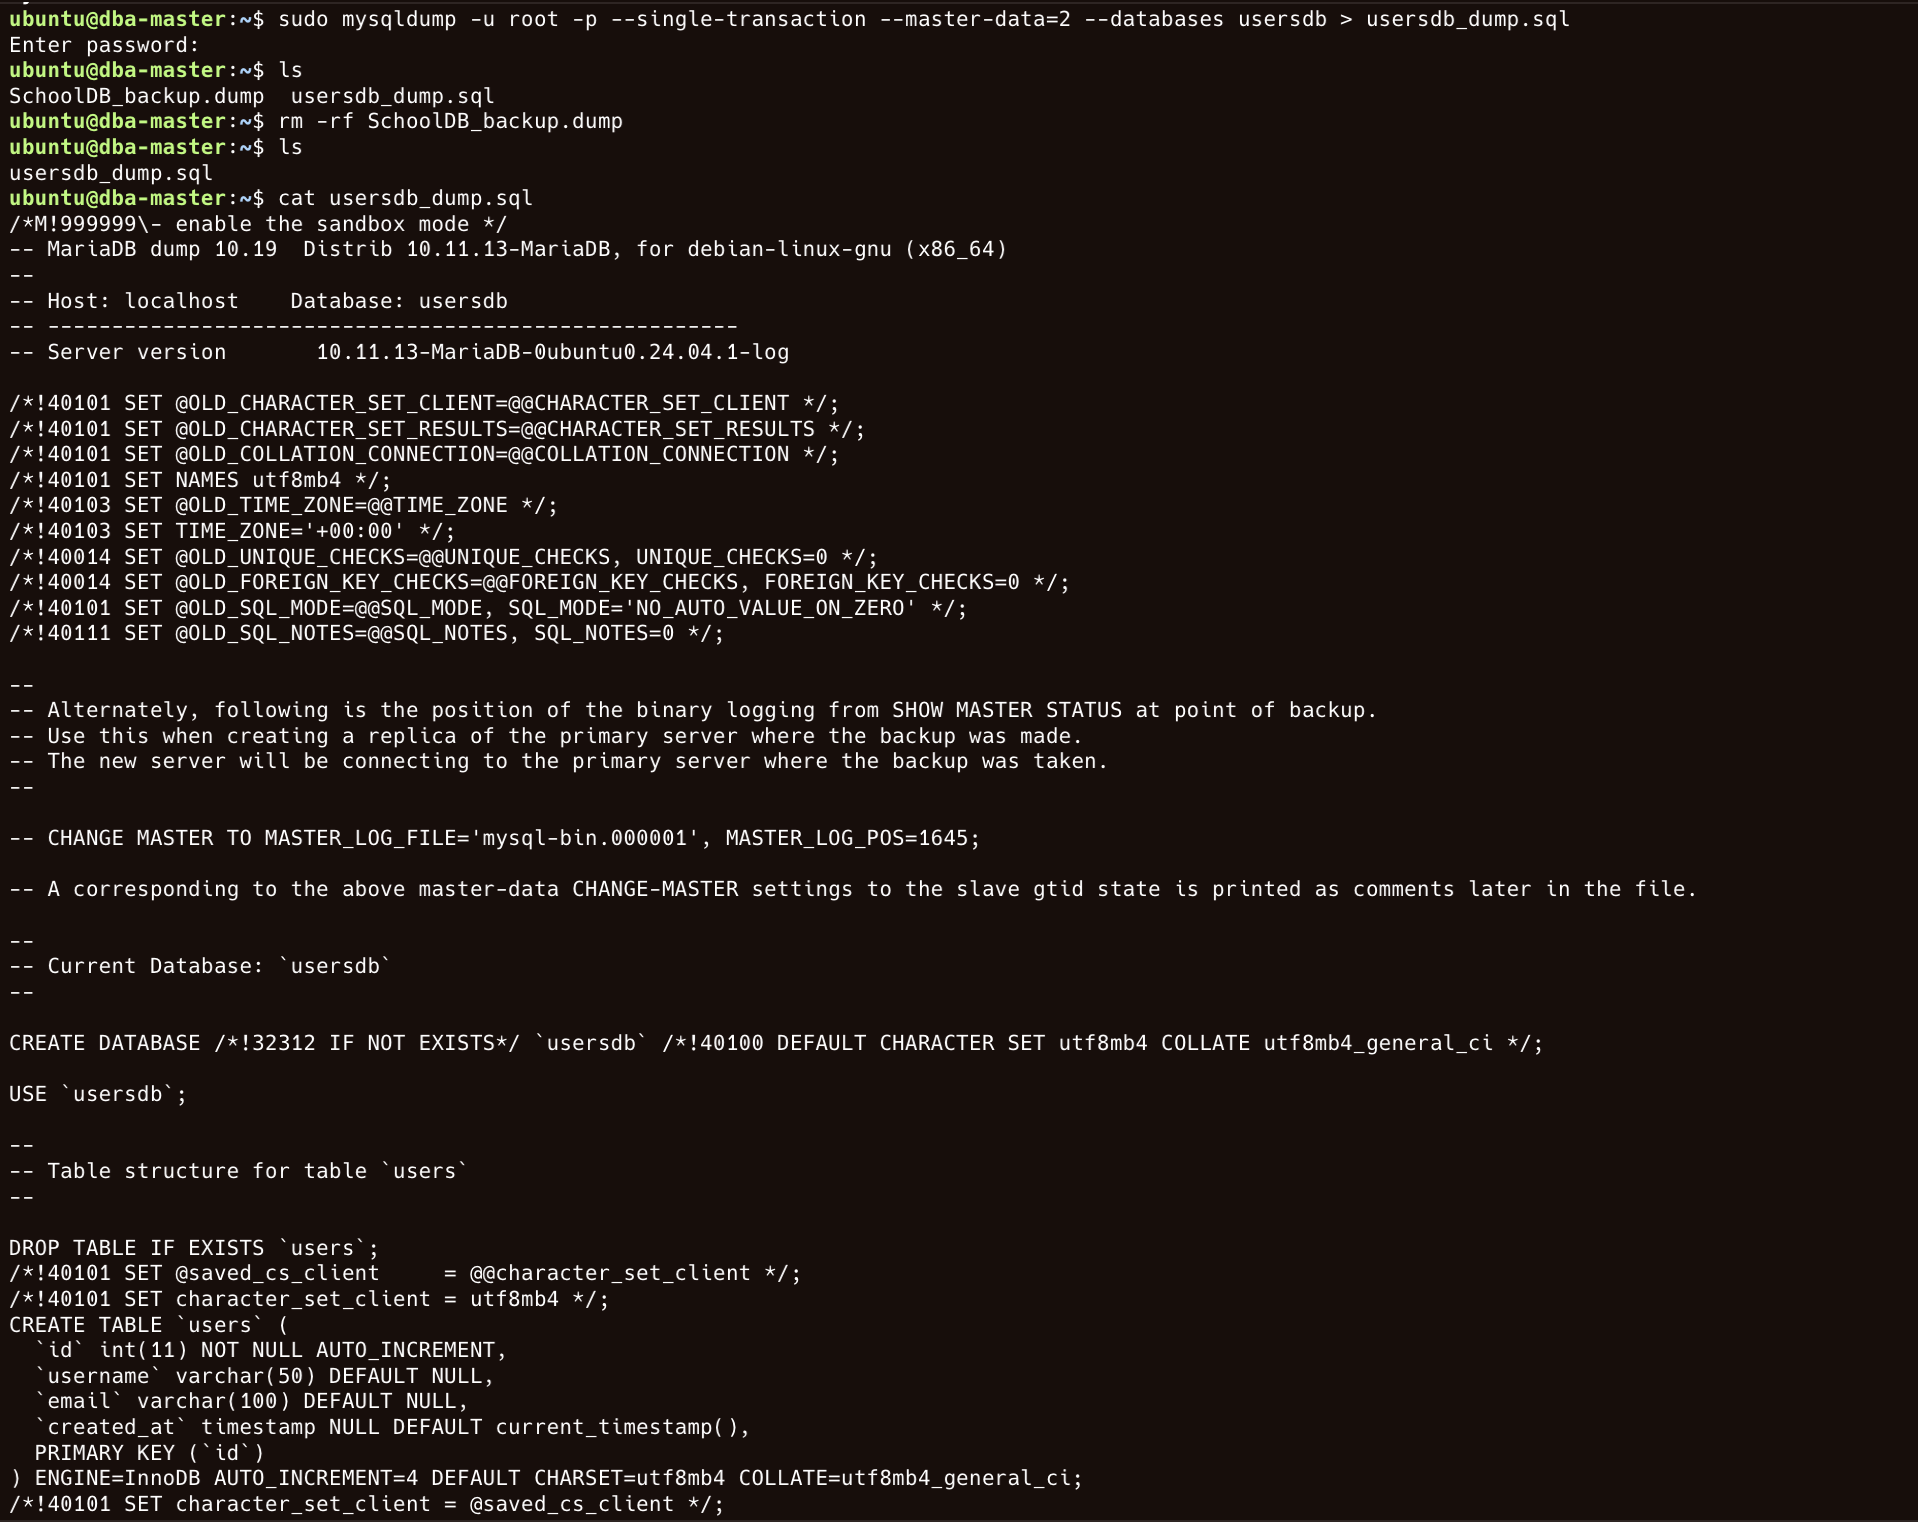 ubuntu@dba-master:~$ sudo mysqldump -u root -p --single-transaction --master-data=2 --databases usersdb > usersdb_dump.sql
Enter password:
ubuntu@dba-master:~$ ls
SchoolDB_backup.dump  usersdb_dump.sql
ubuntu@dba-master:~$ rm -rf SchoolDB_backup.dump
ubuntu@dba-master:~$ ls
usersdb_dump.sql
ubuntu@dba-master:~$ cat usersdb_dump.sql
/*M!999999\- enable the sandbox mode */
-- MariaDB dump 10.19  Distrib 10.11.13-MariaDB, for debian-linux-gnu (x86_64)
--
-- Host: localhost    Database: usersdb
-- ------------------------------------------------------
-- Server version       10.11.13-MariaDB-0ubuntu0.24.04.1-log

/*!40101 SET @OLD_CHARACTER_SET_CLIENT=@@CHARACTER_SET_CLIENT */;
/*!40101 SET @OLD_CHARACTER_SET_RESULTS=@@CHARACTER_SET_RESULTS */;
/*!40101 SET @OLD_COLLATION_CONNECTION=@@COLLATION_CONNECTION */;
/*!40101 SET NAMES utf8mb4 */;
/*!40103 SET @OLD_TIME_ZONE=@@TIME_ZONE */;
/*!40103 SET TIME_ZONE='+00:00' */;
/*!40014 SET @OLD_UNIQUE_CHECKS=@@UNIQUE_CHECKS, UNIQUE_CHECKS=0 */;
/*!40014 SET @OLD_FOREIGN_KEY_CHECKS=@@FOREIGN_KEY_CHECKS, FOREIGN_KEY_CHECKS=0 */;
/*!40101 SET @OLD_SQL_MODE=@@SQL_MODE, SQL_MODE='NO_AUTO_VALUE_ON_ZERO' */;
/*!40111 SET @OLD_SQL_NOTES=@@SQL_NOTES, SQL_NOTES=0 */;

--
-- Alternately, following is the position of the binary logging from SHOW MASTER STATUS at point of backup.
-- Use this when creating a replica of the primary server where the backup was made.
-- The new server will be connecting to the primary server where the backup was taken.
--

-- CHANGE MASTER TO MASTER_LOG_FILE='mysql-bin.000001', MASTER_LOG_POS=1645;

-- A corresponding to the above master-data CHANGE-MASTER settings to the slave gtid state is printed as comments later in the file.

--
-- Current Database: `usersdb`
--

CREATE DATABASE /*!32312 IF NOT EXISTS*/ `usersdb` /*!40100 DEFAULT CHARACTER SET utf8mb4 COLLATE utf8mb4_general_ci */;

USE `usersdb`;

--
-- Table structure for table `users`
--

DROP TABLE IF EXISTS `users`;
/*!40101 SET @saved_cs_client     = @@character_set_client */;
/*!40101 SET character_set_client = utf8mb4 */;
CREATE TABLE `users` (
  `id` int(11) NOT NULL AUTO_INCREMENT,
  `username` varchar(50) DEFAULT NULL,
  `email` varchar(100) DEFAULT NULL,
  `created_at` timestamp NULL DEFAULT current_timestamp(),
  PRIMARY KEY (`id`)
) ENGINE=InnoDB AUTO_INCREMENT=4 DEFAULT CHARSET=utf8mb4 COLLATE=utf8mb4_general_ci;
/*!40101 SET character_set_client = @saved_cs_client */;